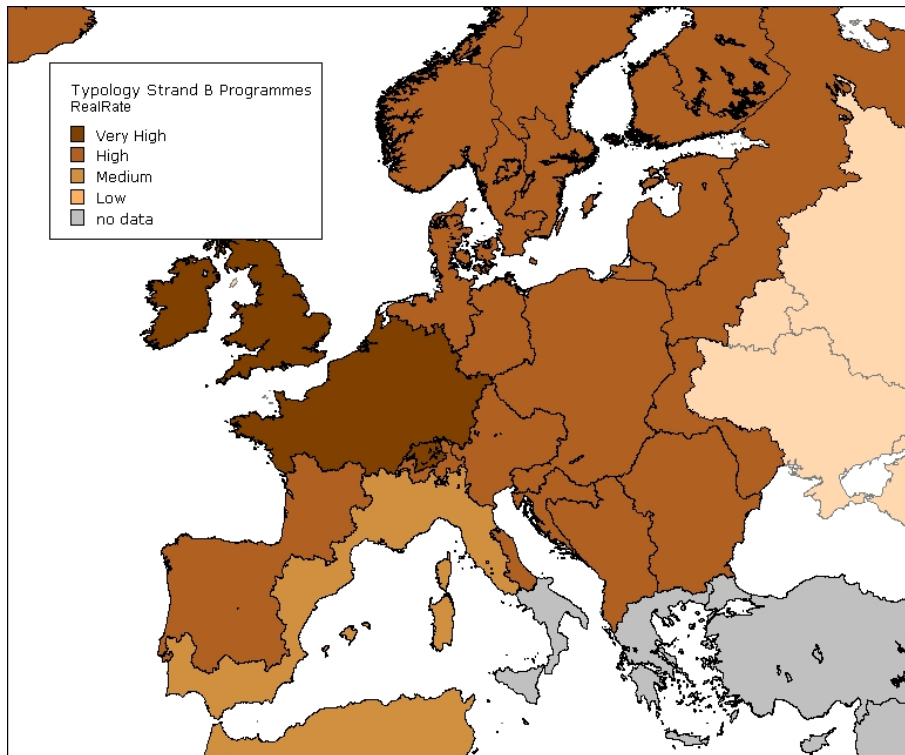 Typology Strand B Programmes
RealRate
Very High
High
Medium
Low
no data